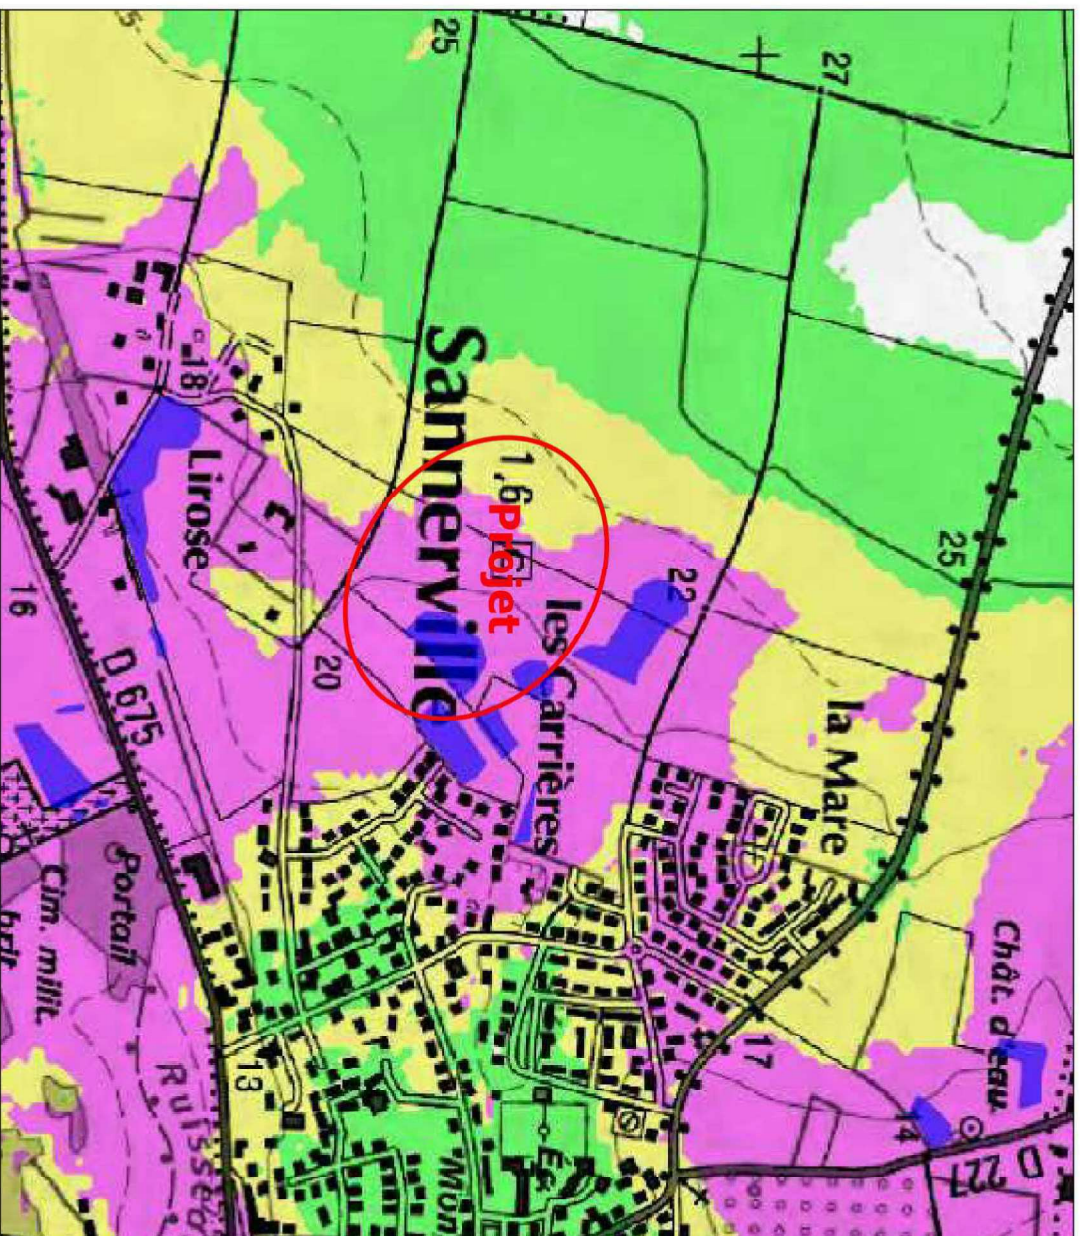 25
27
25
Sannerville
1,6
Projet
18
Lirose
les Carrières
22
la Mare
20
16
D 675
Portail
Cim. milit.
Chât. d'eau
17
13
14
D 227